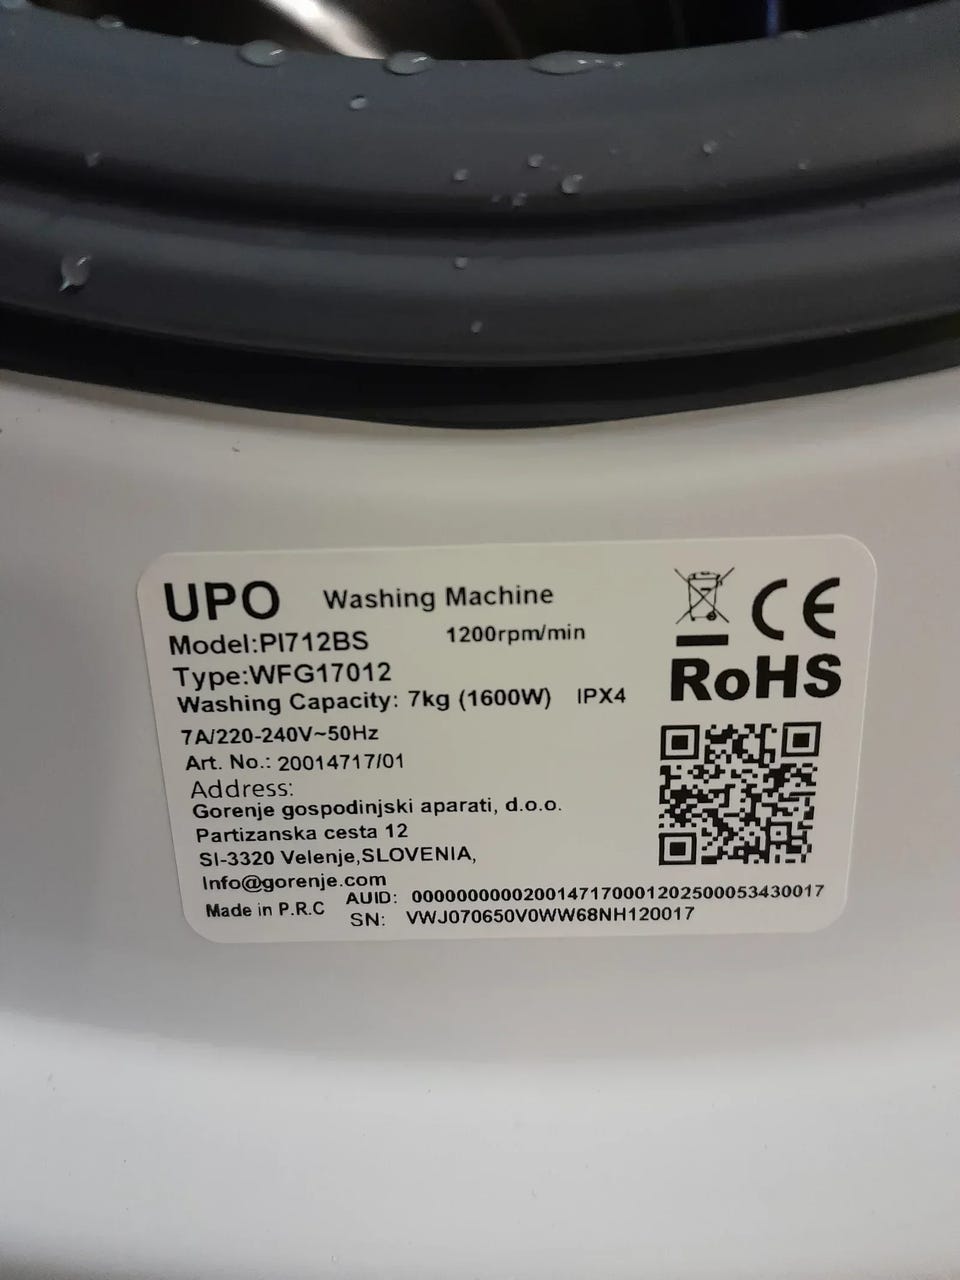 UPO Washing Machine
Model:PI712BS 1200rpm/min
Type:WFG17012
Washing Capacity: 7kg (1600W) IPX4
CE
RoHS
7A/220-240V~50Hz
Art. No.: 20014717/01
Address:
Gorenje gospodinjski aparati, d.o.o.
Partizanska cesta 12
SI-3320 Velenje,SLOVENIA,
Info@gorenje.com
Made in P.R.C
AUID: 0000000000200147170001202500053430017
SN: VWJ070650V0WW68NH120017